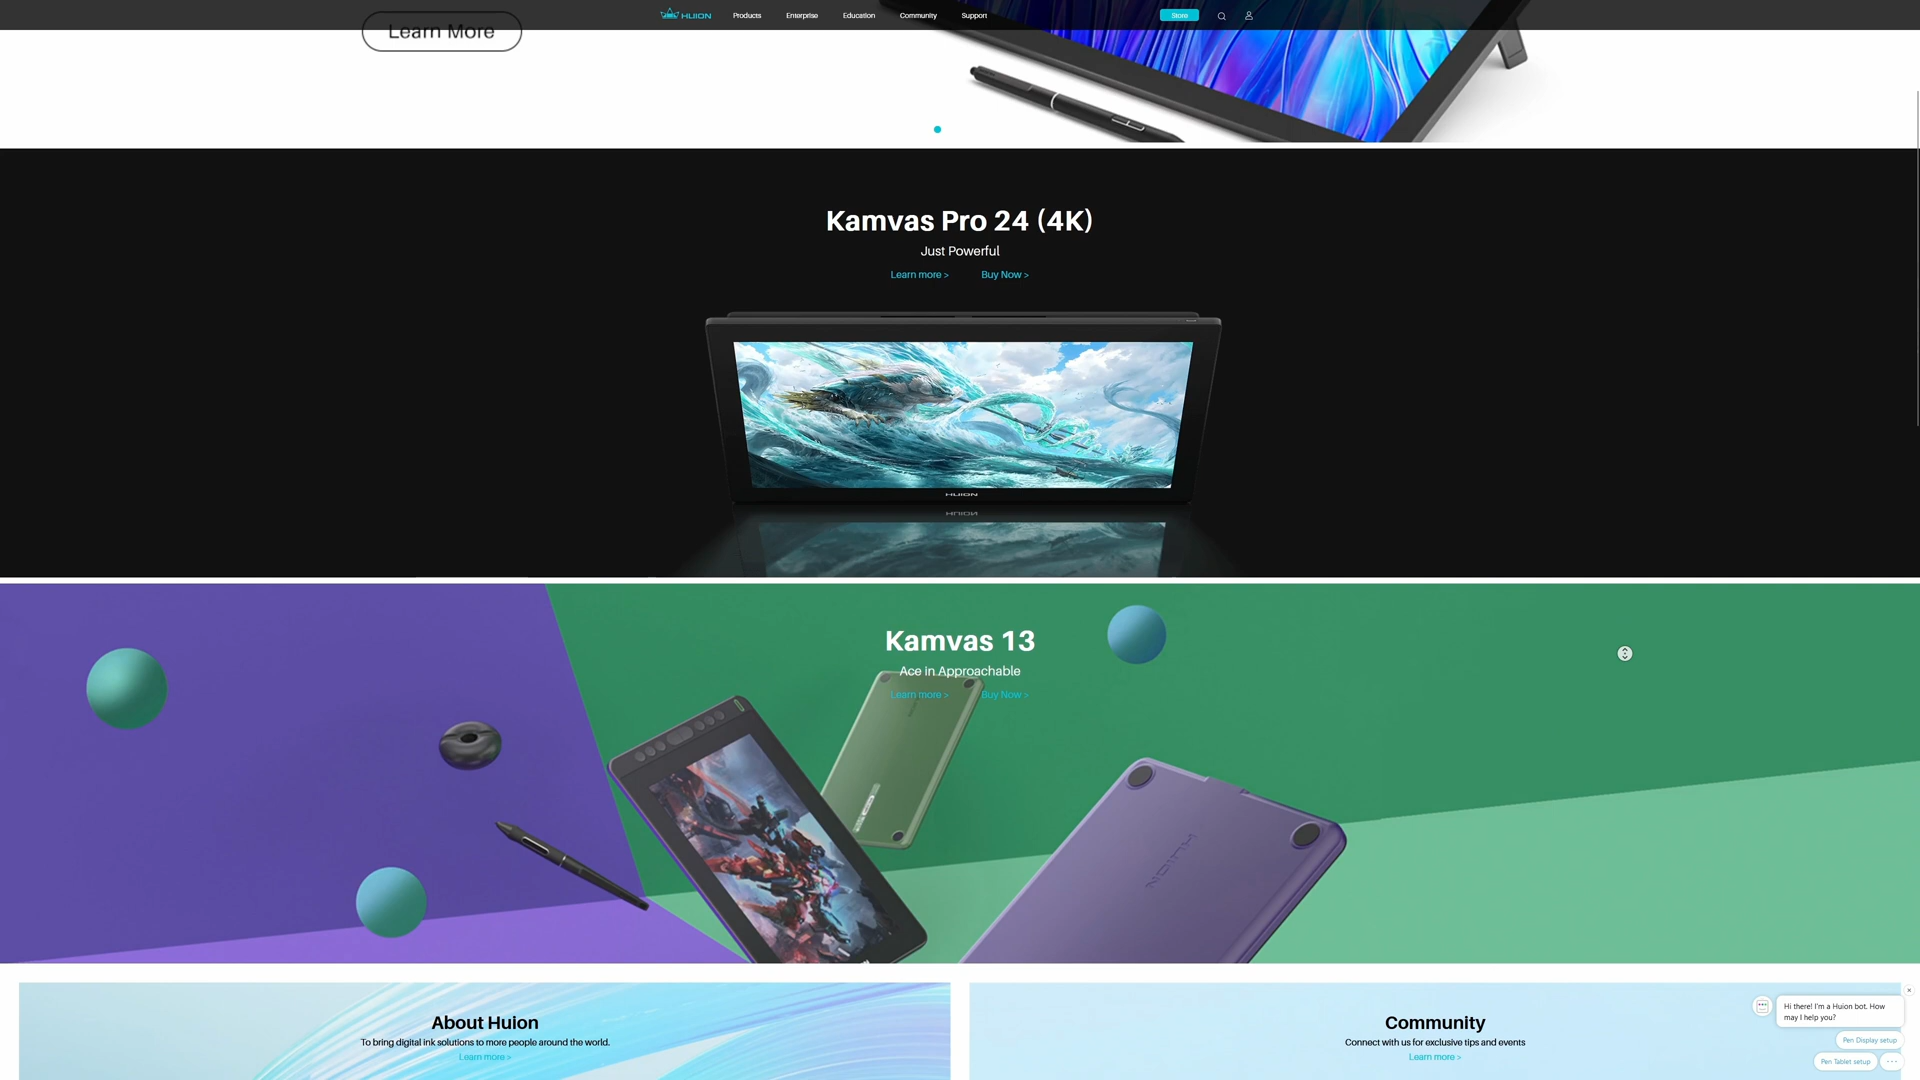 HUION
Products
Enterprise
Education
Community
Support
Store
Learn More
Kamvas Pro 24 (4K)
Just Powerful
Learn more >
Buy Now >
HUION
Kamvas 13
Ace in Approachable
Learn more >
Buy Now >
HUION
About Huion
To bring digital ink solutions to more people around the world.
Learn more >
Community
Connect with us for exclusive tips and events
Learn more >
Hi there! I'm a Huion bot. How
may I help you?
Pen Display setup
Pen Tablet setup